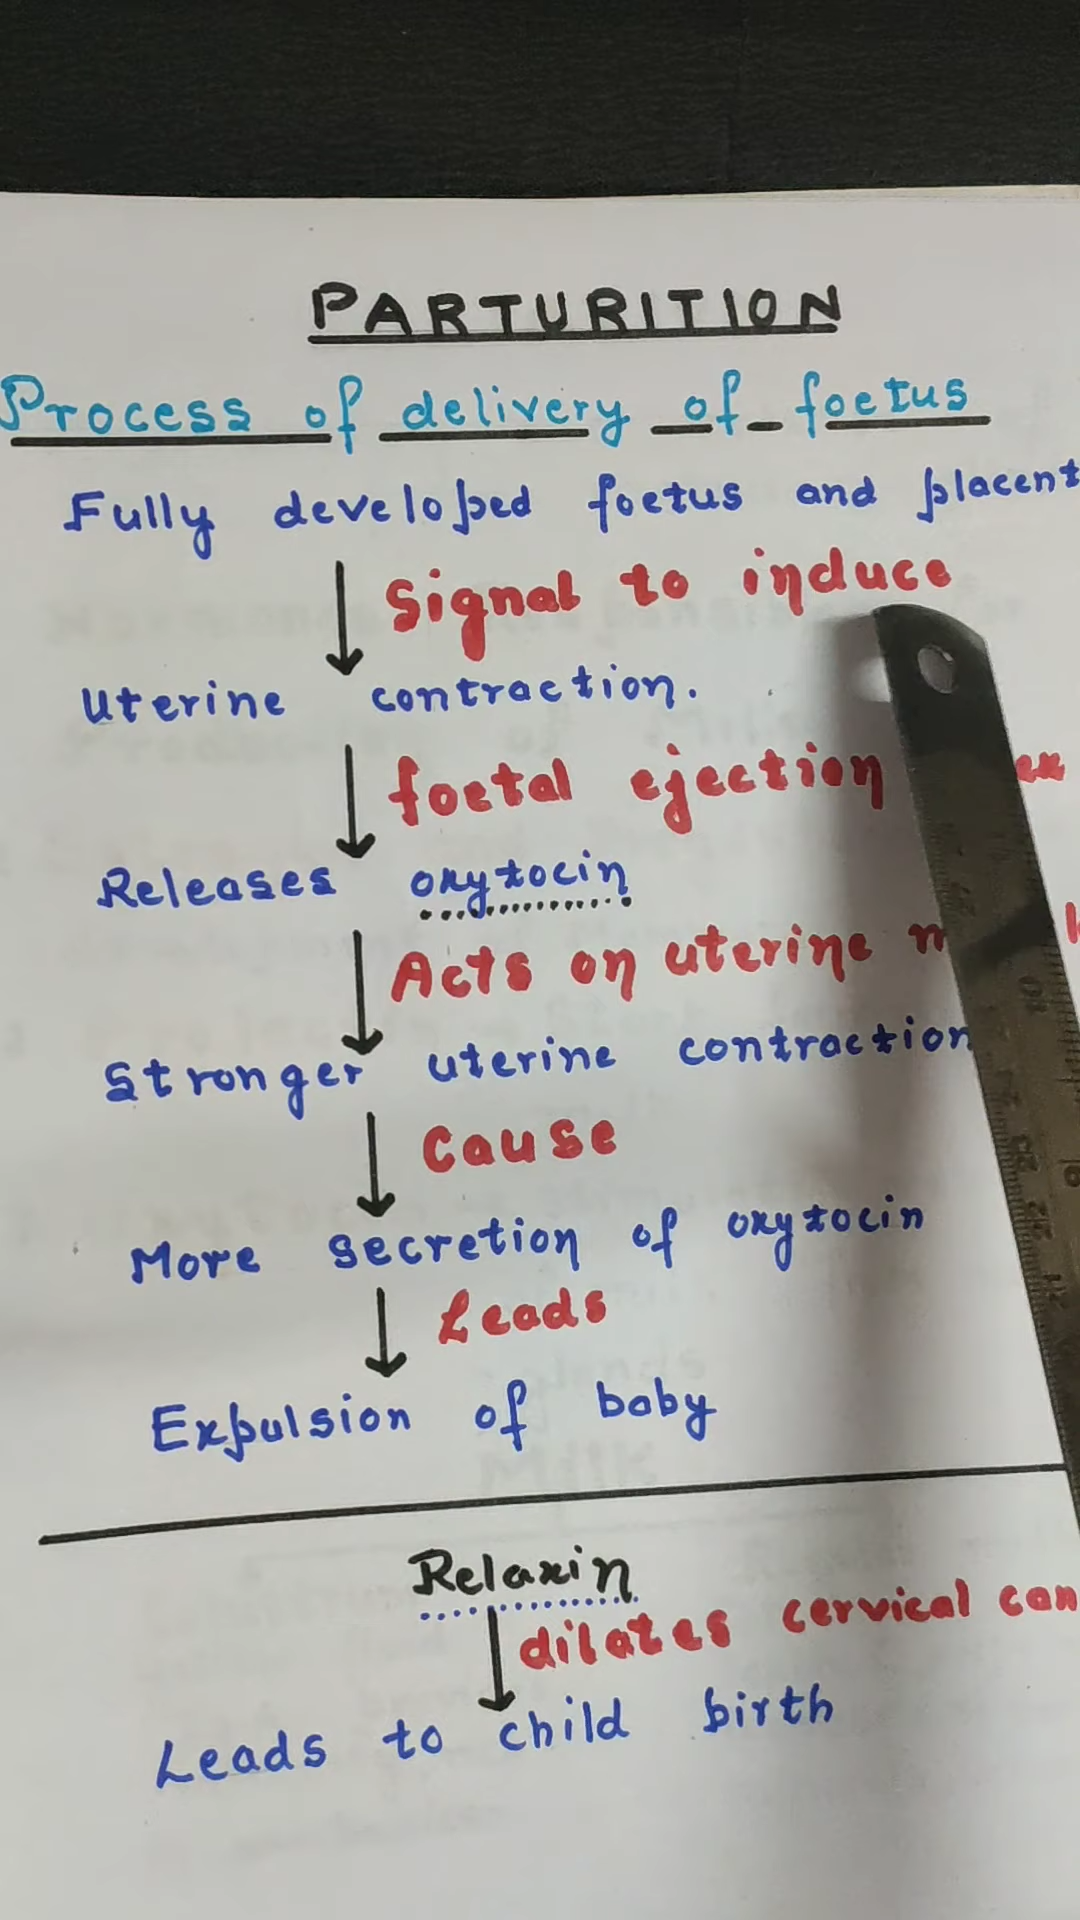 PARTURITION
Process of delivery of foetus
Fully developed foetus and placent
Signal to induce
Uterine contraction.
foetal ejection
Releases oxytocin
Acts on uterine
Stronger uterine contraction
Cause
More secretion of oxytocin
Leads
Expulsion of baby
Relaxin
dilates cervical can
Leads to child birth